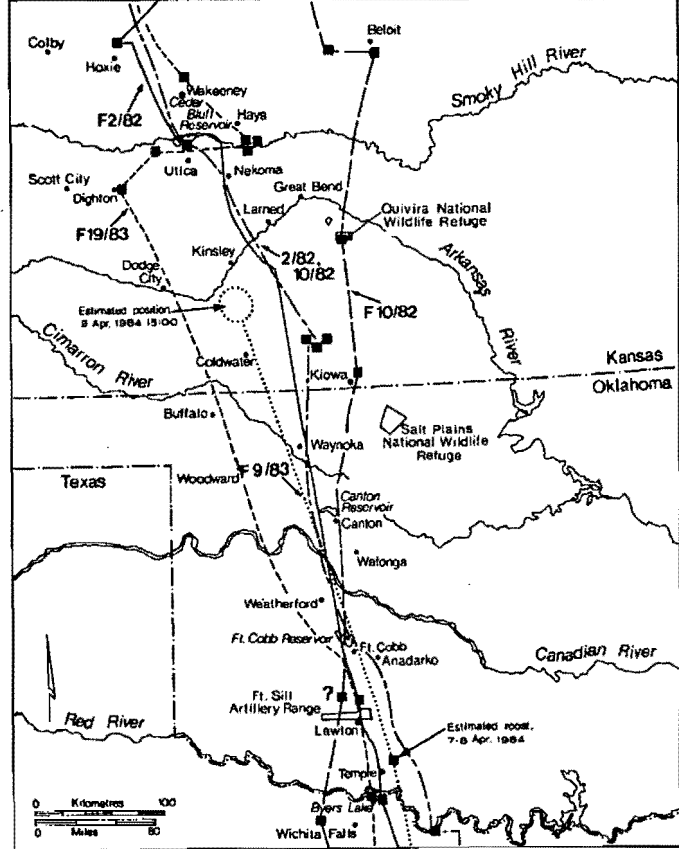 Colby
Hoxie
Beloit
Wakeeney
Cedar
Bluff
Reservoir
Hays
F2/82
Smoky Hill River
Utica
Nekoma
Scott City
Dighton
Great Bend
Larned
Quivira National
Wildlife Refuge
F19/83
Kinsley
2/82,
10/82
Dodge
City
F10/82
Arkansas
River
Estimated position,
9 Apr, 1984 15:00
Cimarron River
Coldwater
Kiowa
Kansas
Oklahoma
Buffalo
Salt Plains
National Wildlife
Refuge
Waynoka
Texas
Woodward
F9/83
Canton
Reservoir
Canton
Watonga
Weatherford
Ft. Cobb Reservoir
Ft. Cobb
Anadarko
Canadian River
Ft. Sill
Artillery Range
?
Red River
Lawton
Estimated roost,
7-8 Apr, 1984
Temple
0 Kilometres 100
0 Miles 60
Byers Lake
Wichita Falls